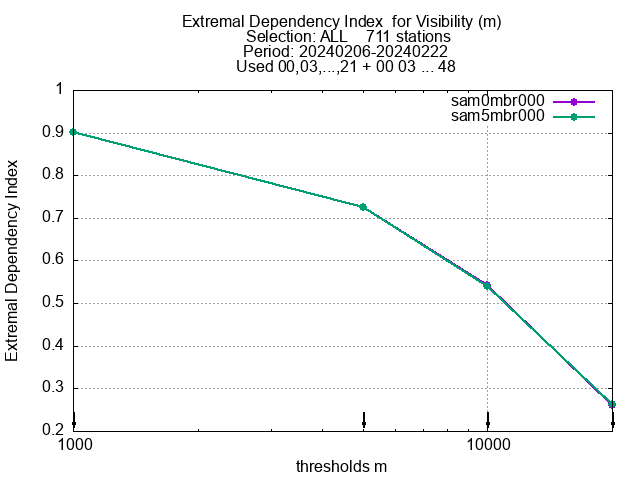 Extremal Dependency Index  for Visibility (m)
Selection: ALL    711 stations
Period: 20240206-20240222
Used 00,03,...,21 + 00 03 ... 48
sam0mbr000
sam5mbr000
1
0.9
0.8
0.7
0.6
0.5
0.4
0.3
0.2
Extremal Dependency Index
1000
10000
thresholds m